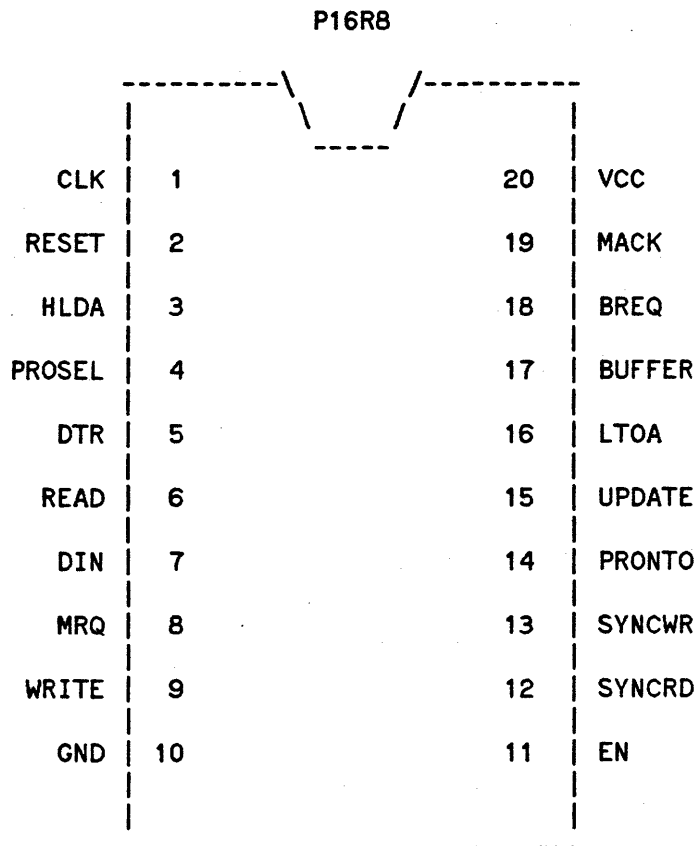 P16R8
CLK 1 20 VCC
RESET 2 19 MACK
HLDA 3 18 BREQ
PROSEL 4 17 BUFFER
DTR 5 16 LTOA
READ 6 15 UPDATE
DIN 7 14 PRONTO
MRQ 8 13 SYNCWR
WRITE 9 12 SYNCRD
GND 10 11 EN